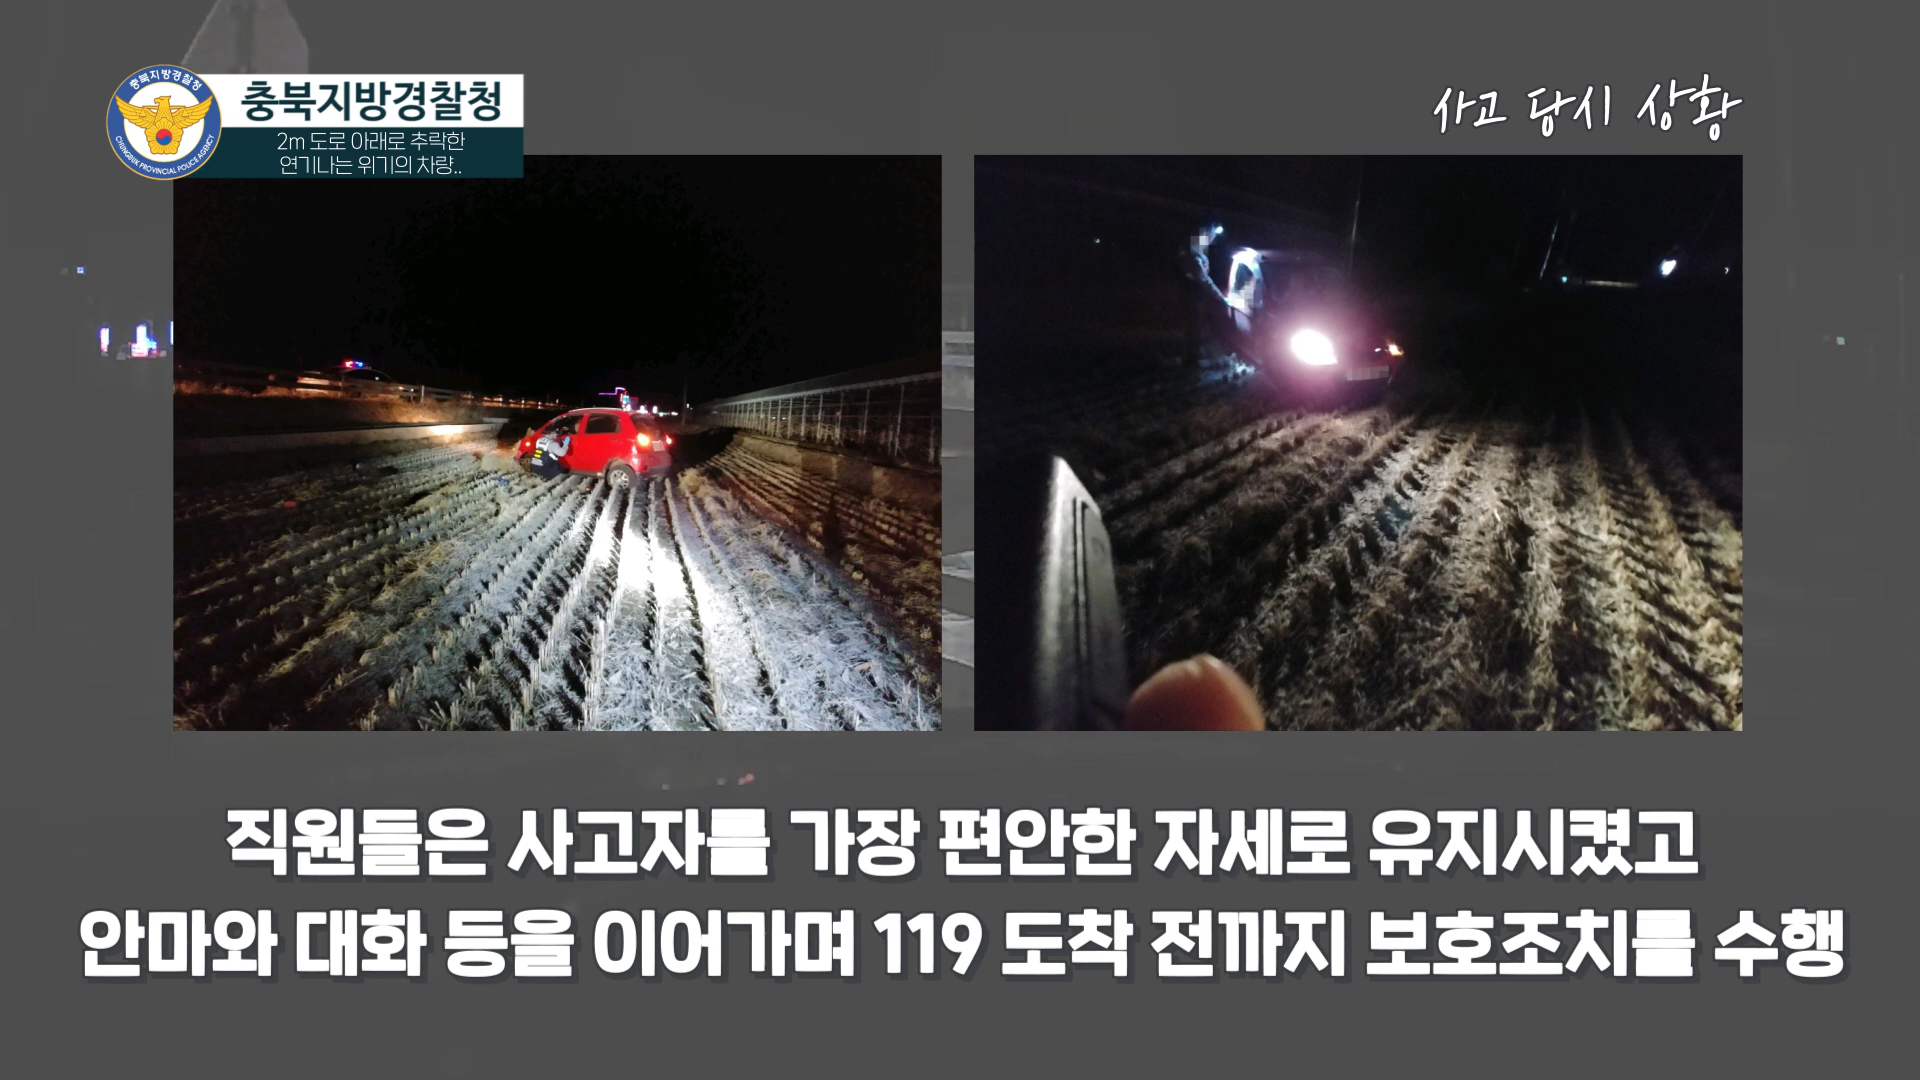 충북지방경찰청
CHUNGBUK PROVINCIAL POLICE AGENCY
충북지방경찰청
2m 도로 아래로 추락한
연기나는 위기의 차량..
사고 당시 상황
직원들은 사고자를 가장 편안한 자세로 유지시켰고
안마와 대화 등을 이어가며 119 도착 전까지 보호조치를 수행